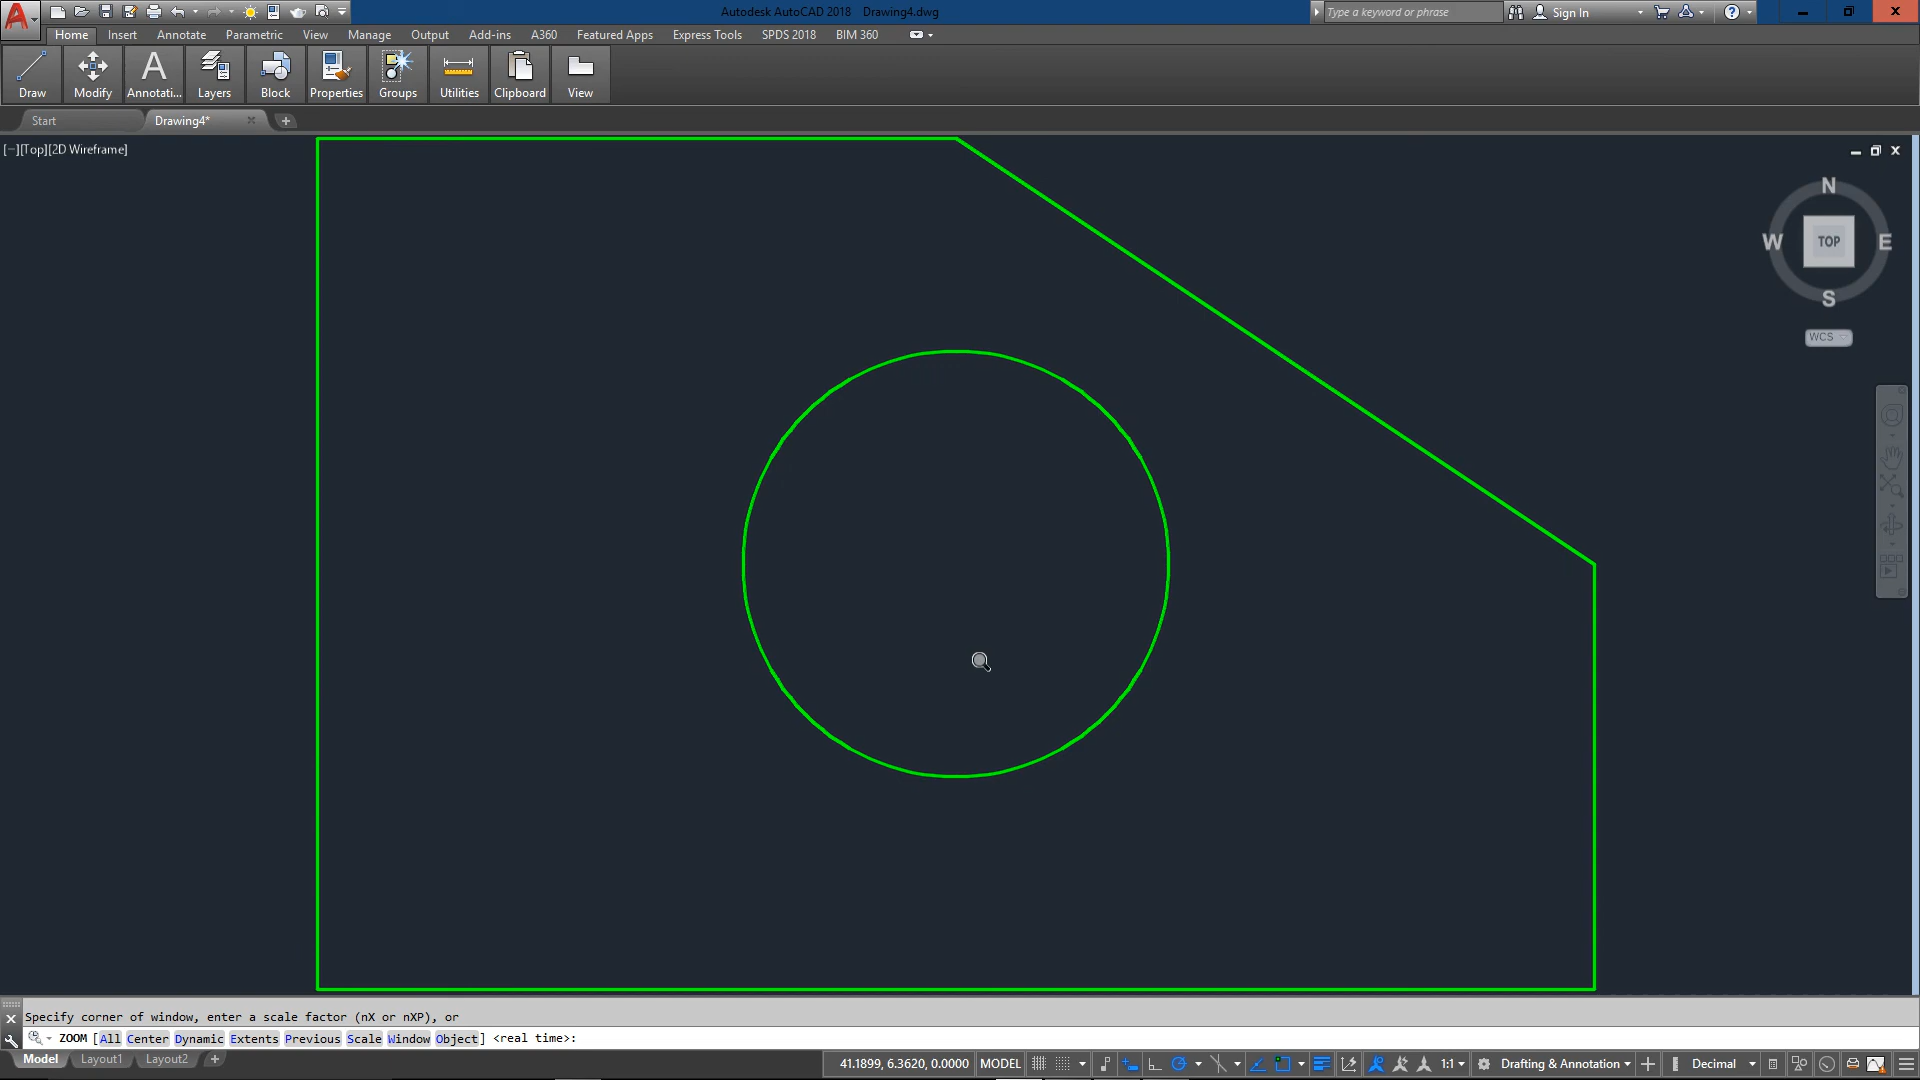 Autodesk AutoCAD 2018 Drawing4.dwg
Type a keyword or phrase
Sign In
Home Insert Annotate Parametric View Manage Output Add-ins A360 Featured Apps Express Tools SPDS 2018 BIM 360
Draw Modify Annotati... Layers Block Properties Groups Utilities Clipboard View
Start Drawing4*
[−][Top][2D Wireframe]
N
W TOP E
S
WCS
Specify corner of window, enter a scale factor (nX or nXP), or
ZOOM [All Center Dynamic Extents Previous Scale Window Object] <real time>:
Model Layout1 Layout2
41.1899, 6.3620, 0.0000 MODEL 1:1 Drafting & Annotation Decimal